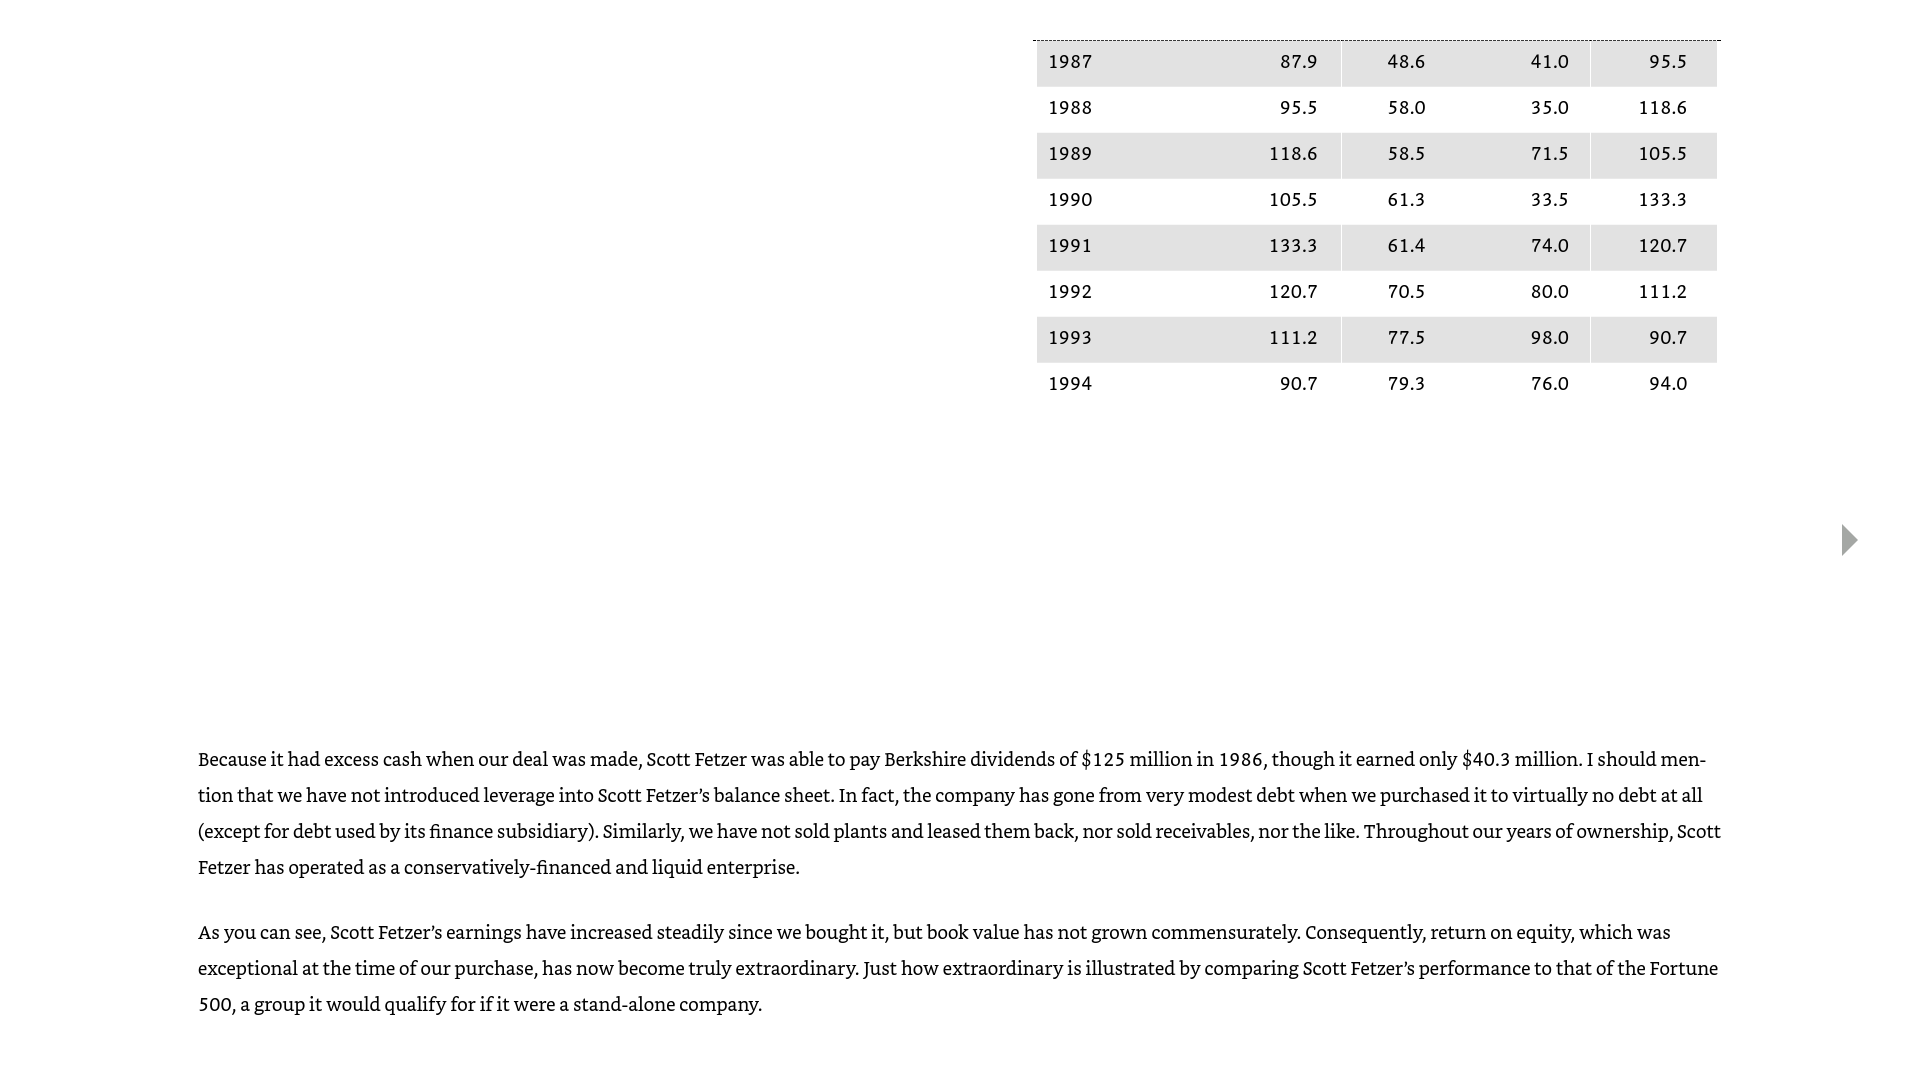 1987 87.9 48.6 41.0 95.5
1988 95.5 58.0 35.0 118.6
1989 118.6 58.5 71.5 105.5
1990 105.5 61.3 33.5 133.3
1991 133.3 61.4 74.0 120.7
1992 120.7 70.5 80.0 111.2
1993 111.2 77.5 98.0 90.7
1994 90.7 79.3 76.0 94.0
Because it had excess cash when our deal was made, Scott Fetzer was able to pay Berkshire dividends of $125 million in 1986, though it earned only $40.3 million. I should men-
tion that we have not introduced leverage into Scott Fetzer’s balance sheet. In fact, the company has gone from very modest debt when we purchased it to virtually no debt at all
(except for debt used by its finance subsidiary). Similarly, we have not sold plants and leased them back, nor sold receivables, nor the like. Throughout our years of ownership, Scott
Fetzer has operated as a conservatively-financed and liquid enterprise.
As you can see, Scott Fetzer’s earnings have increased steadily since we bought it, but book value has not grown commensurately. Consequently, return on equity, which was
exceptional at the time of our purchase, has now become truly extraordinary. Just how extraordinary is illustrated by comparing Scott Fetzer’s performance to that of the Fortune
500, a group it would qualify for if it were a stand-alone company.